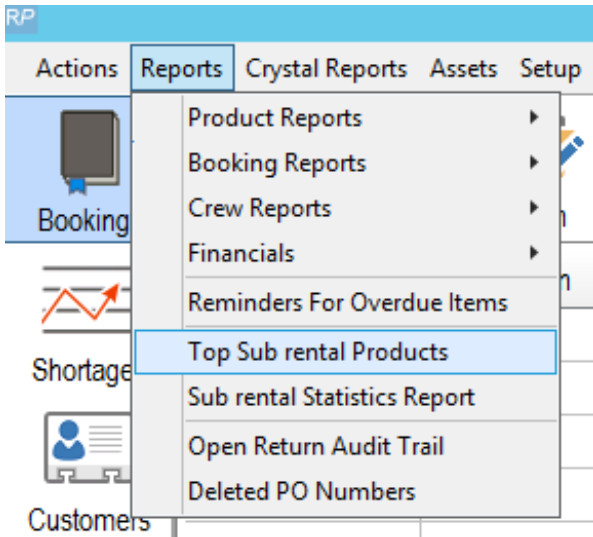 RP
Actions Reports Crystal Reports Assets Setup
Product Reports
Booking Reports
Crew Reports
Financials
Reminders For Overdue Items
Top Sub rental Products
Sub rental Statistics Report
Open Return Audit Trail
Deleted PO Numbers
Booking
Shortage
Customers